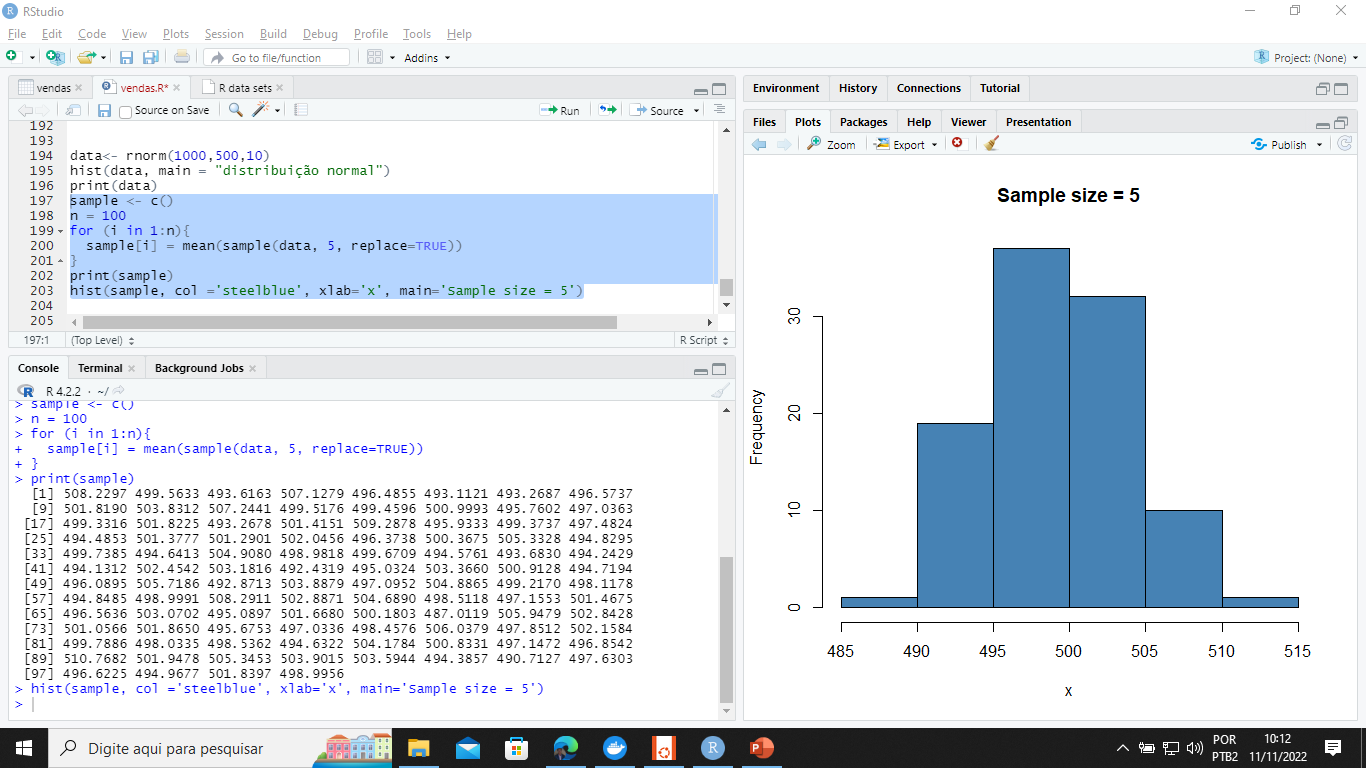 RStudio
File Edit Code View Plots Session Build Debug Profile Tools Help
Go to file/function Addins Project: (None)
vendas vendas.R* R data sets
Source on Save Run Source
192
193
194 data<- rnorm(1000,500,10)
195 hist(data, main = "distribuição normal")
196 print(data)
197 sample <- c()
198 n = 100
199 for (i in 1:n){
200 sample[i] = mean(sample(data, 5, replace=TRUE))
201 }
202 print(sample)
203 hist(sample, col ='steelblue', xlab='x', main='Sample size = 5')
204
205
197:1 (Top Level) R Script
Console Terminal Background Jobs
R 4.2.2 · ~/
> sample <- c()
> n = 100
> for (i in 1:n){
+ sample[i] = mean(sample(data, 5, replace=TRUE))
+ }
> print(sample)
[1] 508.2297 499.5633 493.6163 507.1279 496.4855 493.1121 493.2687 496.5737
[9] 501.8190 503.8312 507.2441 499.5176 499.4596 500.9993 495.7602 497.0363
[17] 499.3316 501.8225 493.2678 501.4151 509.2878 495.9333 499.3737 497.4824
[25] 494.4853 501.3777 501.2901 502.0456 496.3738 500.3675 505.3328 494.8295
[33] 499.7385 494.6413 504.9080 498.9818 499.6709 494.5761 493.6830 494.2429
[41] 494.1312 502.4542 503.1816 492.4319 495.0324 503.3660 500.9128 494.7194
[49] 496.0895 505.7186 492.8713 503.8879 497.0952 504.8865 499.2170 498.1178
[57] 494.8485 498.9991 508.2911 502.8871 504.6890 498.5118 497.1553 501.4675
[65] 496.5636 503.0702 495.0897 501.6680 500.1803 487.0119 505.9479 502.8428
[73] 501.0566 501.8650 495.6753 497.0336 498.4576 506.0379 497.8512 502.1584
[81] 499.7886 498.0335 498.5362 494.6322 504.1784 500.8331 497.1472 496.8542
[89] 510.7682 501.9478 505.3453 503.9015 503.5944 494.3857 490.7127 497.6303
[97] 496.6225 494.9677 501.8397 498.9956
> hist(sample, col ='steelblue', xlab='x', main='Sample size = 5')
>
Environment History Connections Tutorial
Files Plots Packages Help Viewer Presentation
Zoom Export Publish
Sample size = 5
Frequency
30
20
10
0
485 490 495 500 505 510 515
x
Digite aqui para pesquisar
POR
PTB2
10:12
11/11/2022